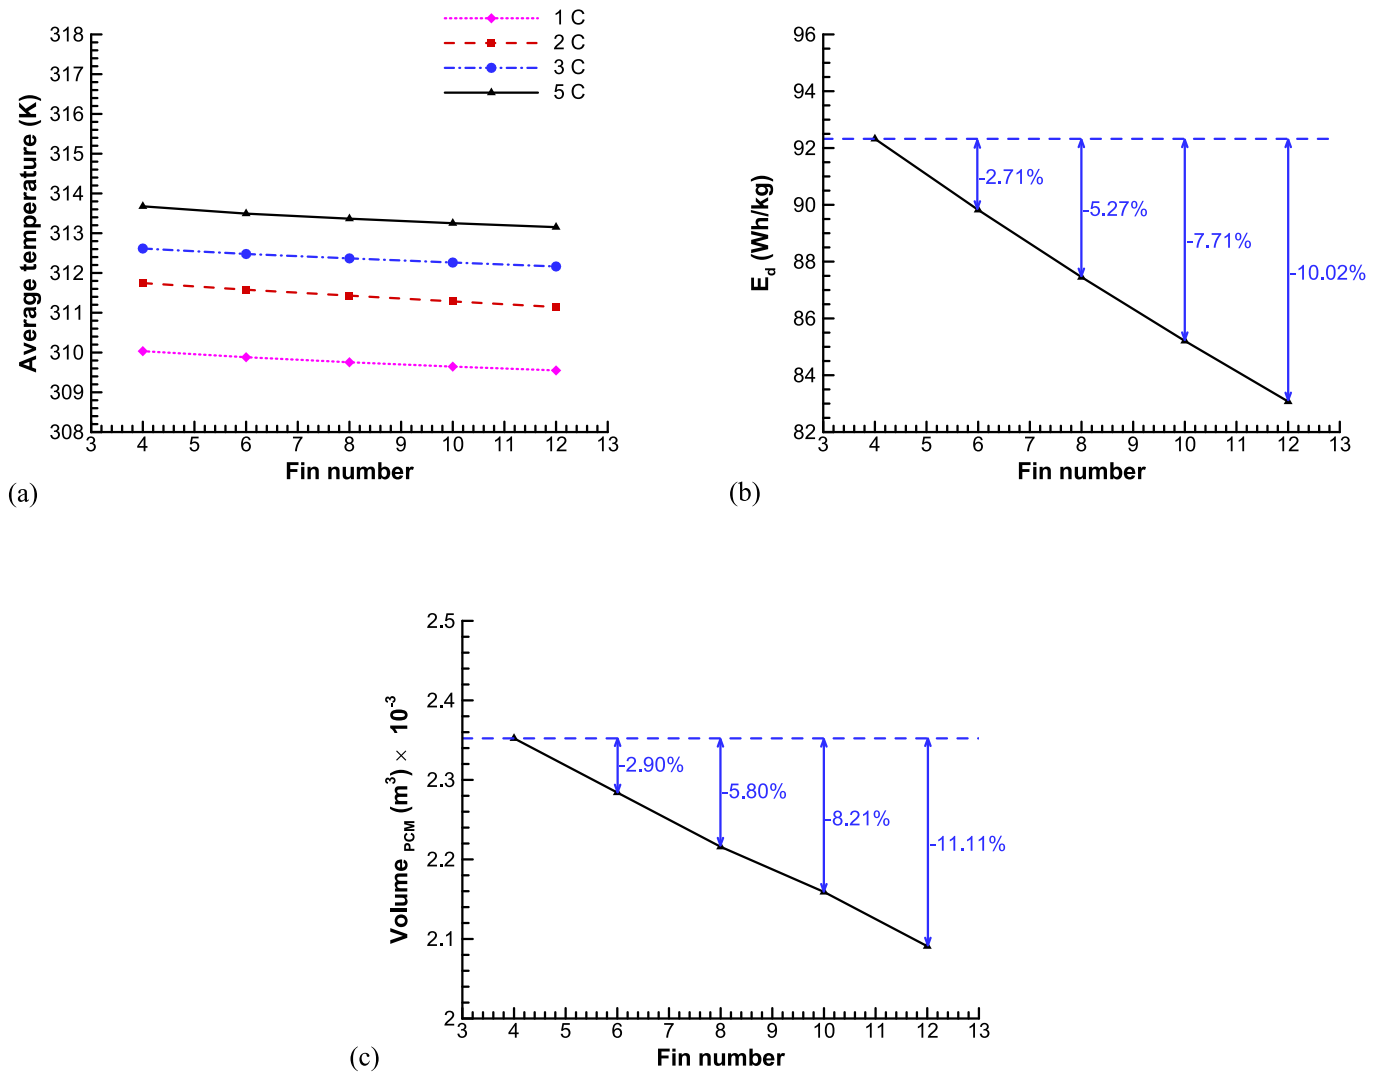 1 C
2 C
3 C
5 C
318
317
316
315
314
313
312
311
310
309
308
Average temperature (K)
3 4 5 6 7 8 9 10 11 12 13
Fin number
(a)
96
94
92
90
88
86
84
82
E_d (Wh/kg)
-2.71%
-5.27%
-7.71%
-10.02%
3 4 5 6 7 8 9 10 11 12 13
Fin number
(b)
2.5
2.4
2.3
2.2
2.1
2
Volume PCM (m³) × 10⁻³
-2.90%
-5.80%
-8.21%
-11.11%
3 4 5 6 7 8 9 10 11 12 13
Fin number
(c)